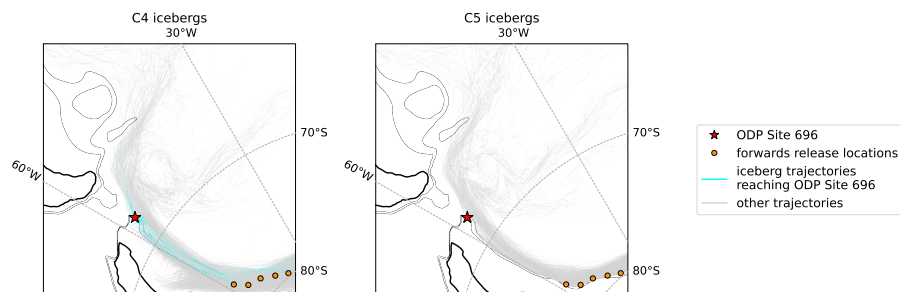 C4 icebergs
30°W
60°W
70°S
80°S
C5 icebergs
30°W
60°W
70°S
80°S
ODP Site 696
forwards release locations
iceberg trajectories
reaching ODP Site 696
other trajectories